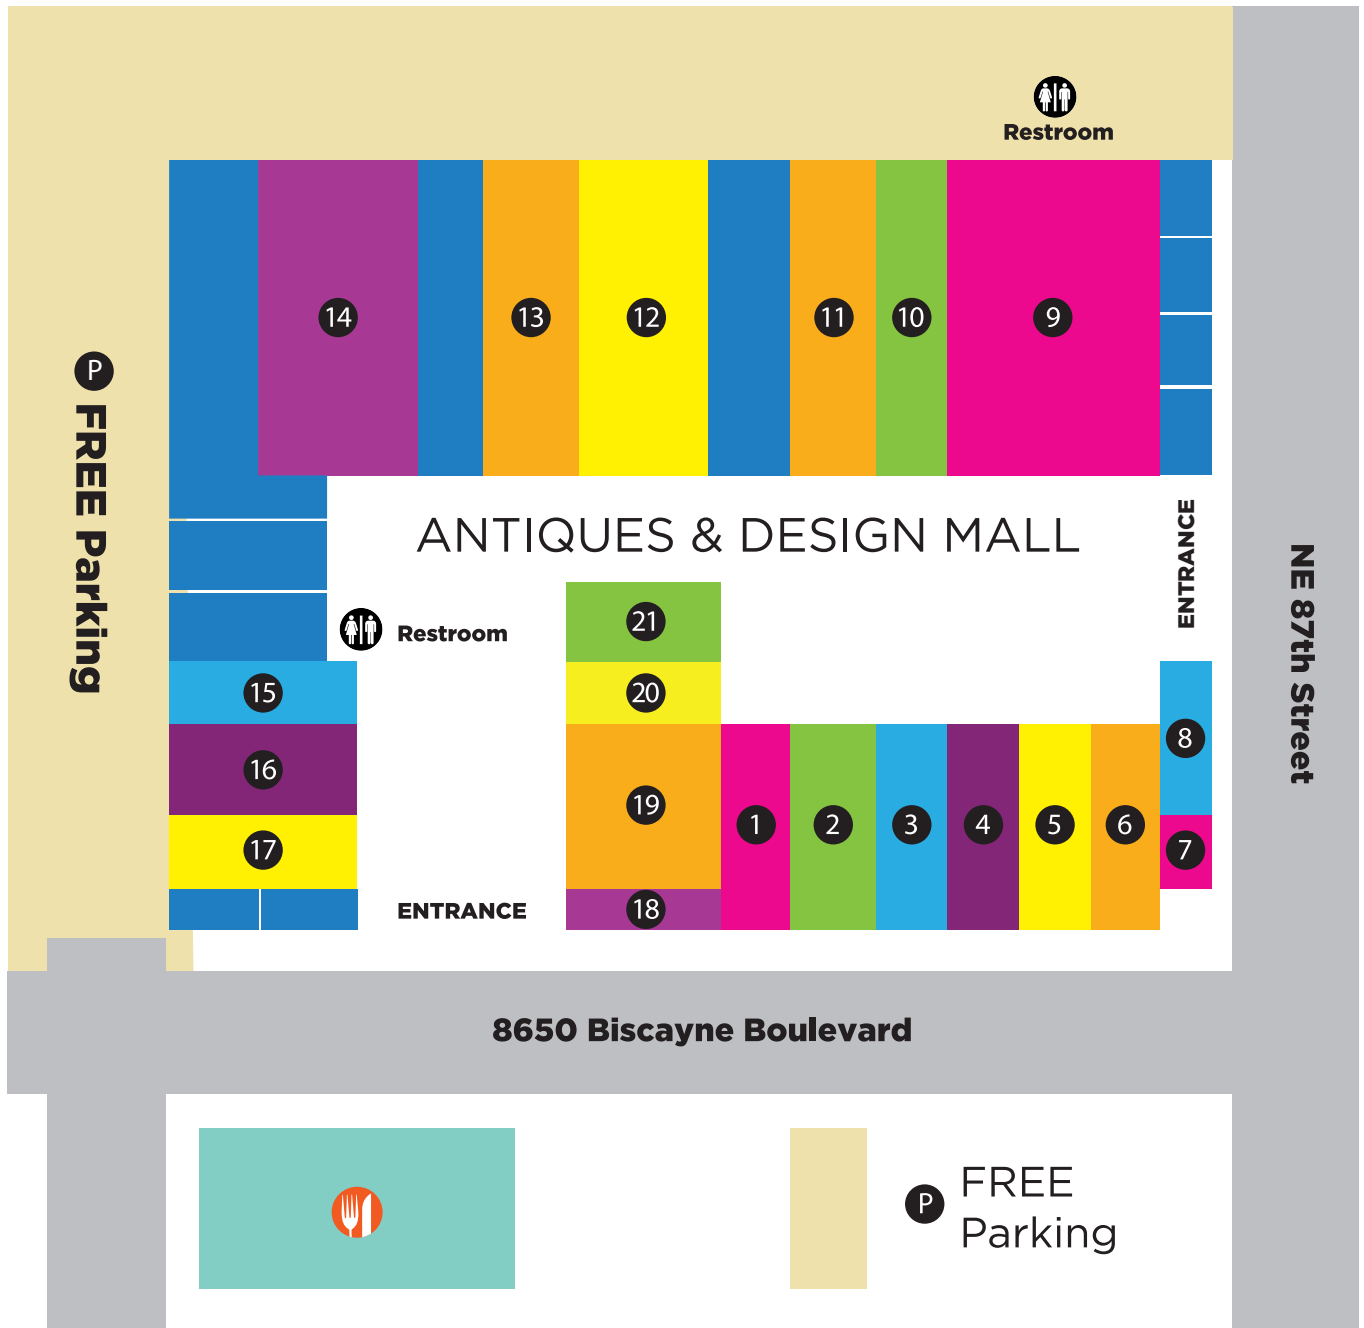 Restroom
14
13
12
11
10
9
P
FREE Parking
ANTIQUES & DESIGN MALL
ENTRANCE
NE 87th Street
Restroom
21
15
20
16
19
8
17
1
2
3
4
5
6
7
ENTRANCE
18
8650 Biscayne Boulevard
P
FREE
Parking